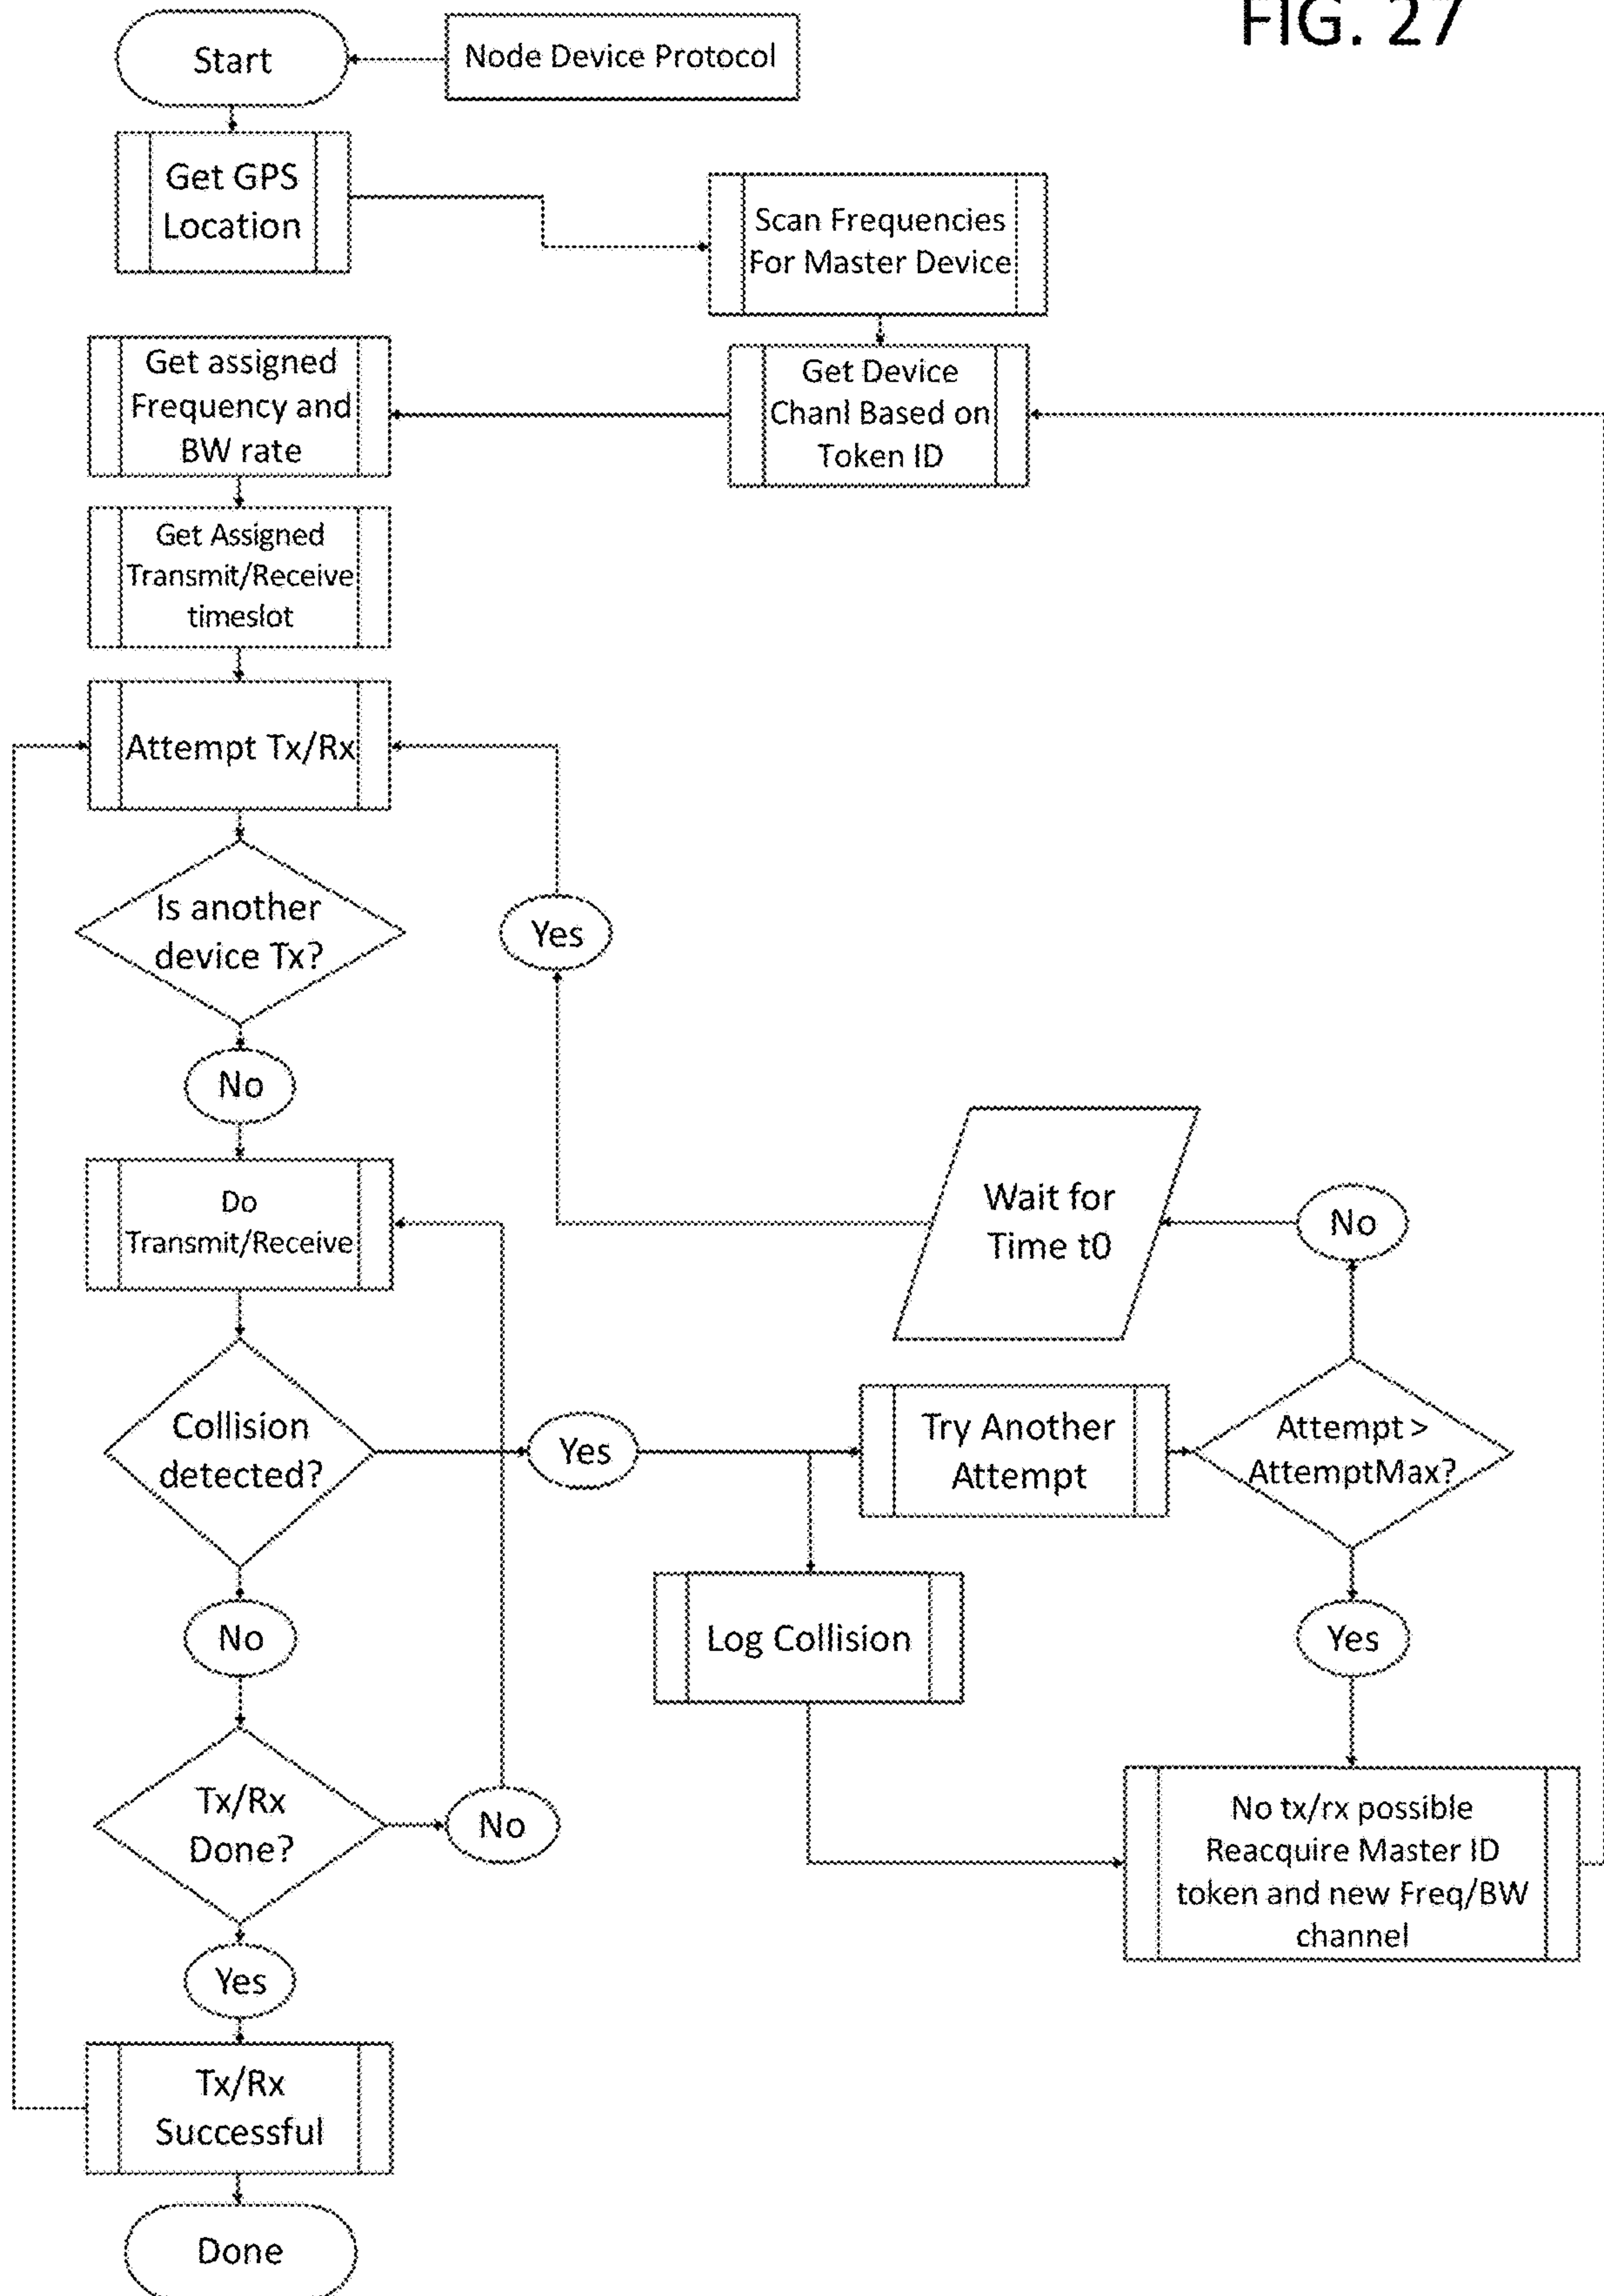 FIG. 27
Start
Node Device Protocol
Get GPS
Location
Scan Frequencies
For Master Device
Get assigned
Frequency and
BW rate
Get Device
Chanl Based on
Token ID
Get Assigned
Transmit/Receive
timeslot
Attempt Tx/Rx
Is another
device Tx?
Yes
No
Do
Transmit/Receive
Wait for
Time t0
No
Collision
detected?
Yes
Try Another
Attempt
Attempt >
AttemptMax?
No
Log Collision
Yes
Tx/Rx
Done?
No
No tx/rx possible
Reacquire Master ID
token and new Freq/BW
channel
Yes
Tx/Rx
Successful
Done